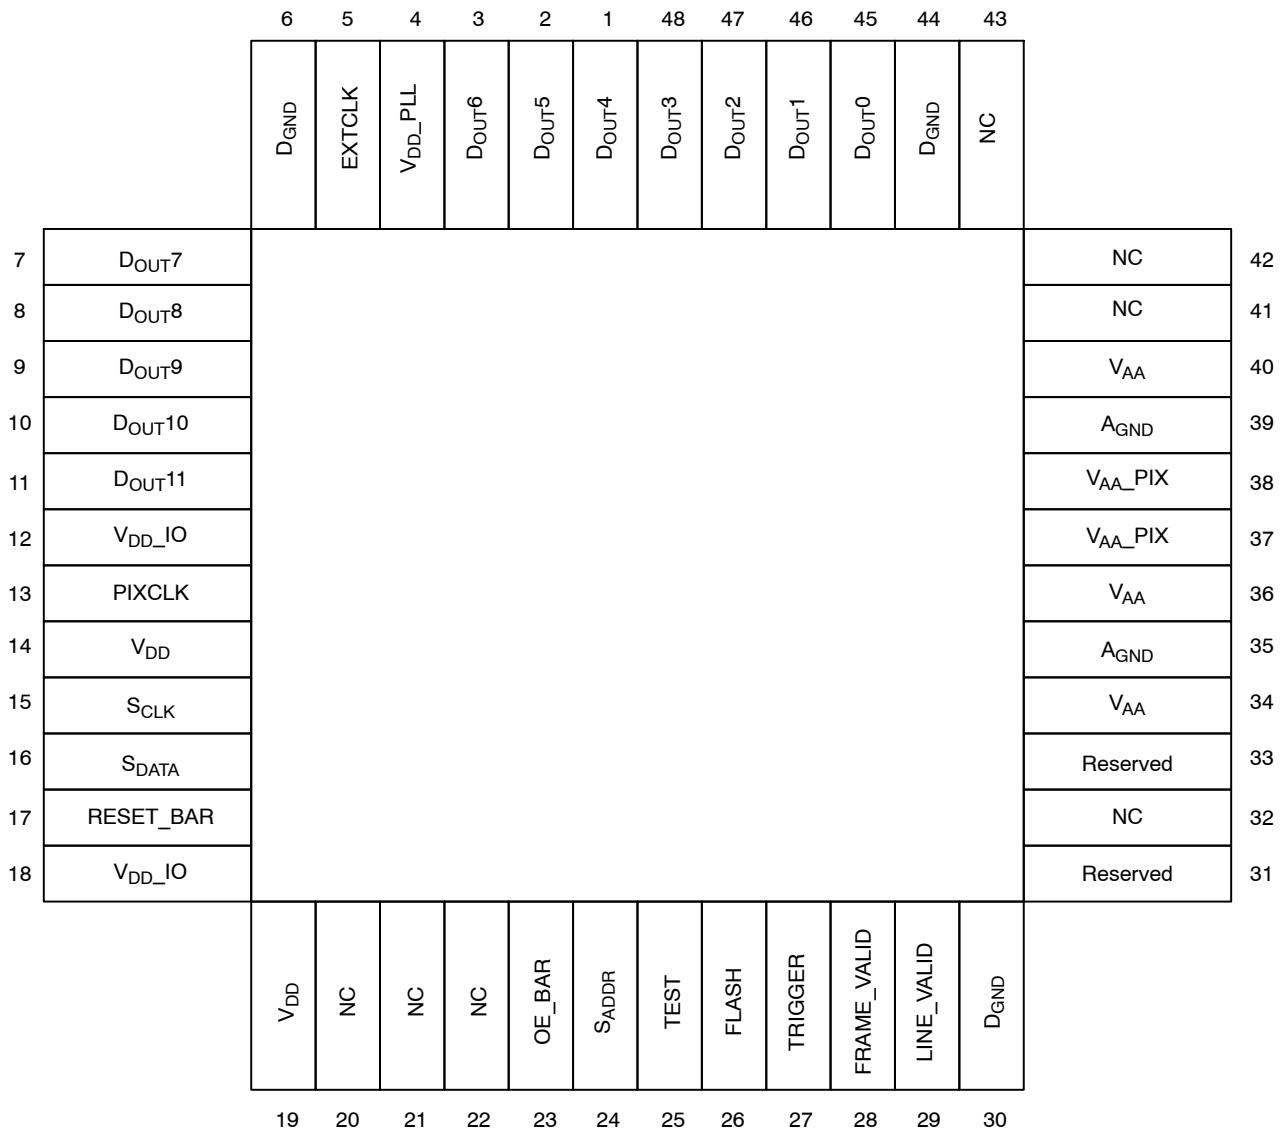 6 5 4 3 2 1 48 47 46 45 44 43
DGND
EXTCLK
VDD_PLL
DOUT6
DOUT5
DOUT4
DOUT3
DOUT2
DOUT1
DOUT0
DGND
NC
7 DOUT7
8 DOUT8
9 DOUT9
10 DOUT10
11 DOUT11
12 VDD_IO
13 PIXCLK
14 VDD
15 SCLK
16 SDATA
17 RESET_BAR
18 VDD_IO
NC 42
NC 41
VAA 40
AGND 39
VAA_PIX 38
VAA_PIX 37
VAA 36
AGND 35
VAA 34
Reserved 33
NC 32
Reserved 31
VDD
NC
NC
NC
OE_BAR
SADDR
TEST
FLASH
TRIGGER
FRAME_VALID
LINE_VALID
DGND
19 20 21 22 23 24 25 26 27 28 29 30